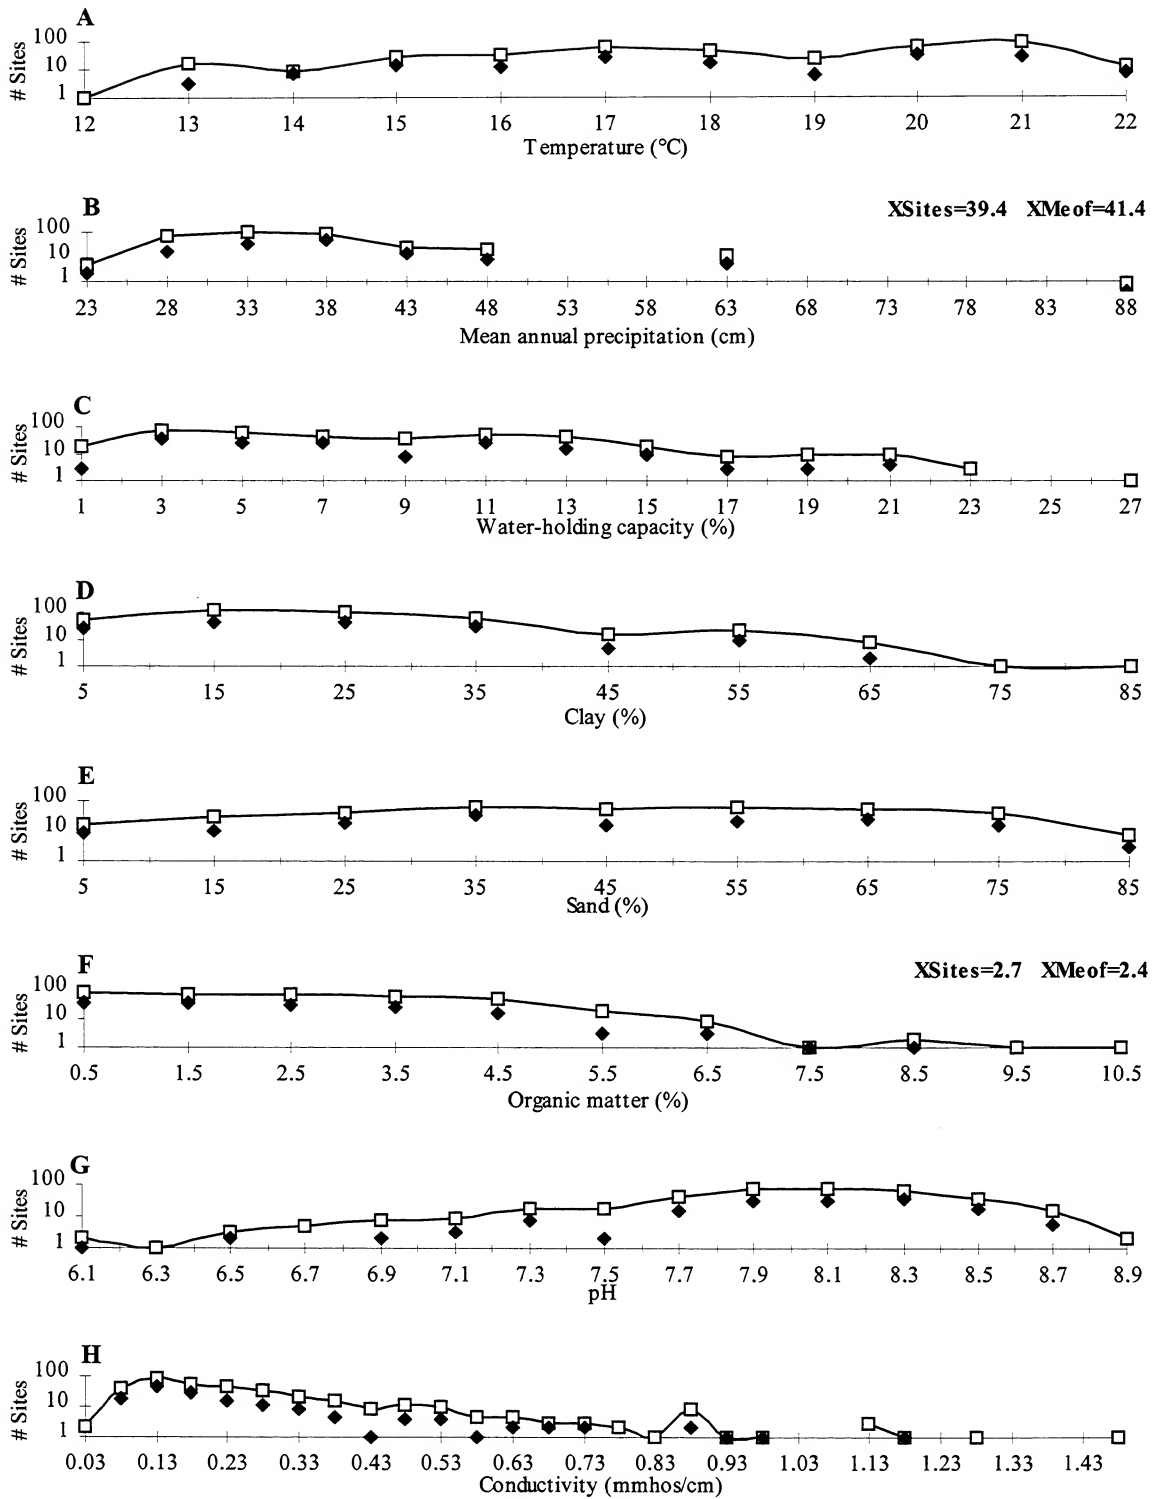 A
# Sites
100
10
1
12 13 14 15 16 17 18 19 20 21 22
Temperature (°C)
B
XSites=39.4 XMeof=41.4
# Sites
100
10
1
23 28 33 38 43 48 53 58 63 68 73 78 83 88
Mean annual precipitation (cm)
C
# Sites
100
10
1
1 3 5 7 9 11 13 15 17 19 21 23 25 27
Water-holding capacity (%)
D
# Sites
100
10
1
5 15 25 35 45 55 65 75 85
Clay (%)
E
# Sites
100
10
1
5 15 25 35 45 55 65 75 85
Sand (%)
F
XSites=2.7 XMeof=2.4
# Sites
100
10
1
0.5 1.5 2.5 3.5 4.5 5.5 6.5 7.5 8.5 9.5 10.5
Organic matter (%)
G
# Sites
100
10
1
6.1 6.3 6.5 6.7 6.9 7.1 7.3 7.5 7.7 7.9 8.1 8.3 8.5 8.7 8.9
pH
H
# Sites
100
10
1
0.03 0.13 0.23 0.33 0.43 0.53 0.63 0.73 0.83 0.93 1.03 1.13 1.23 1.33 1.43
Conductivity (mmhos/cm)